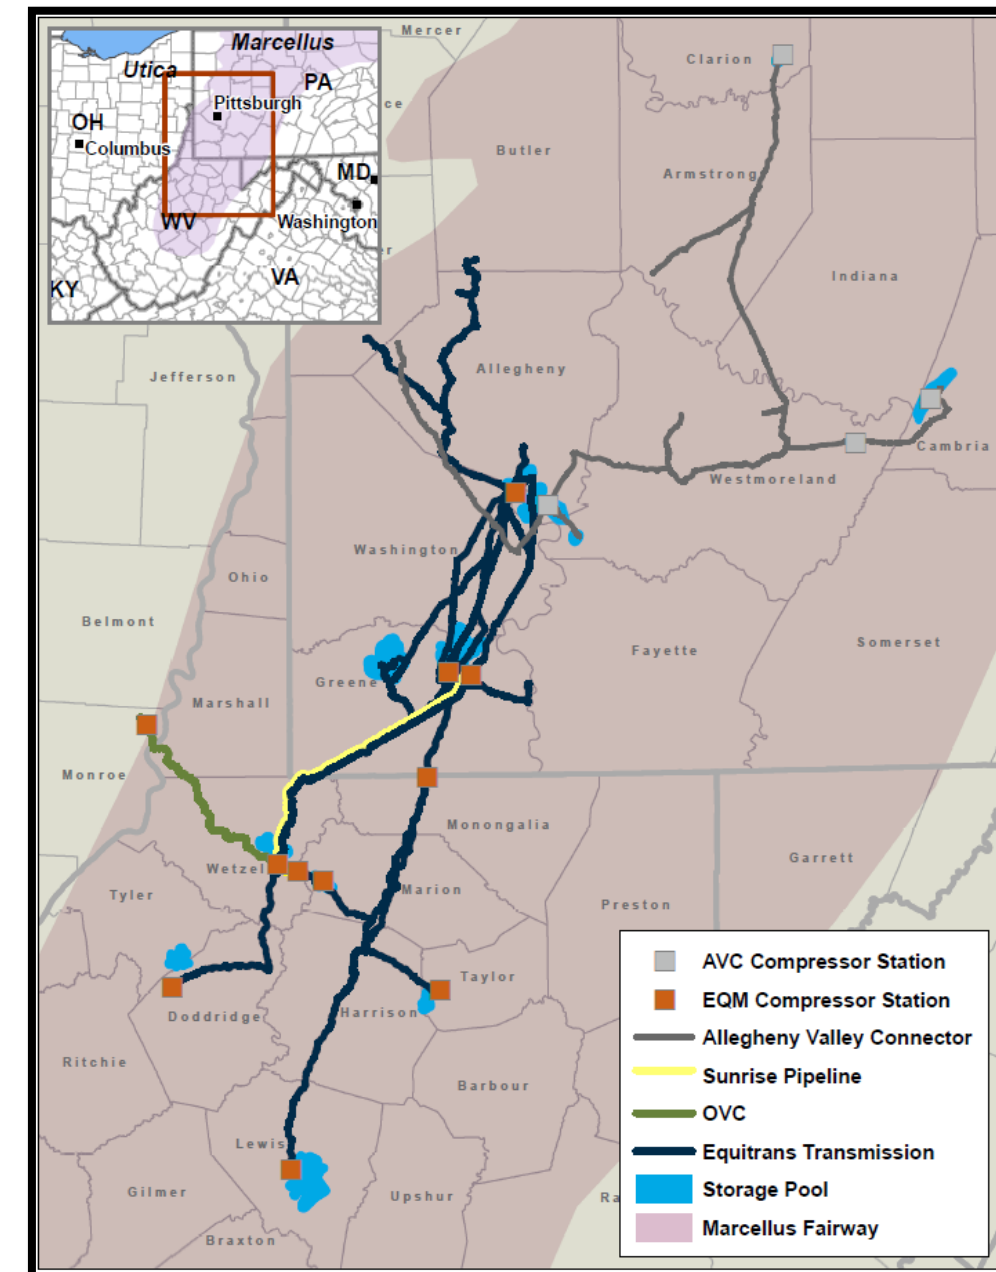 Mercer
Marcellus
Utica
PA
Pittsburgh
OH
Columbus
MD
WV
Washington
KY
VA
Clarion
ce
Butler
Armstrong
er
Indiana
Jefferson
Allegheny
Cambria
Westmoreland
Washington
Ohio
Belmont
Somerset
Fayette
Greene
Marshall
Monroe
Monongalia
Garrett
Wetzel
Marion
Tyler
Preston
Taylor
Harrison
Doddridge
Ritchie
Barbour
Lewis
Gilmer
Upshur
Ra
Braxton
AVC Compressor Station
EQM Compressor Station
Allegheny Valley Connector
Sunrise Pipeline
OVC
Equitrans Transmission
Storage Pool
Marcellus Fairway